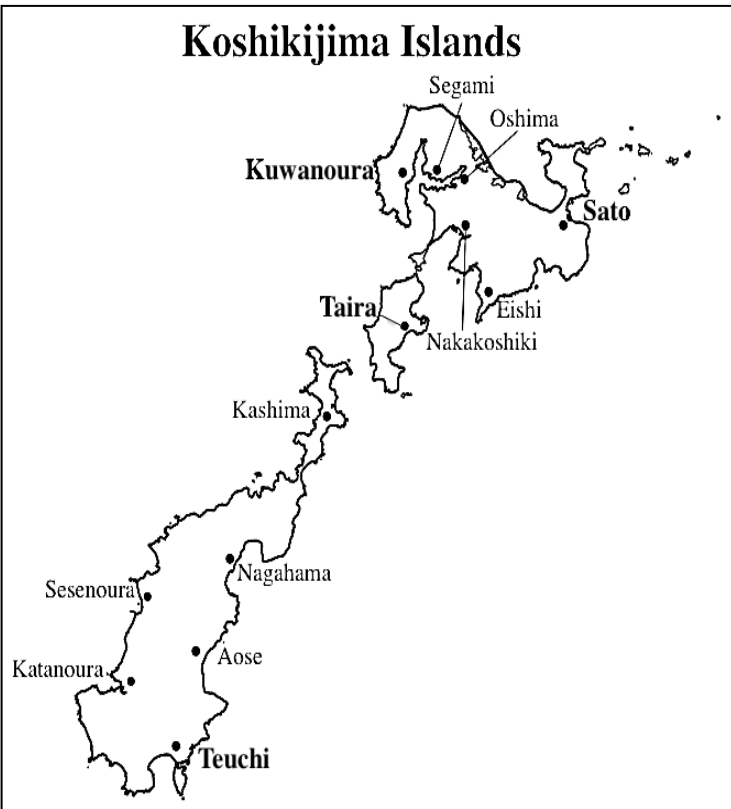 Koshikijima Islands
Segami
Oshima
Kuwanoura
Sato
Taira
Eishi
Nakakoshiki
Kashima
Nagahama
Sesenoura
Aose
Katanoura
Teuchi